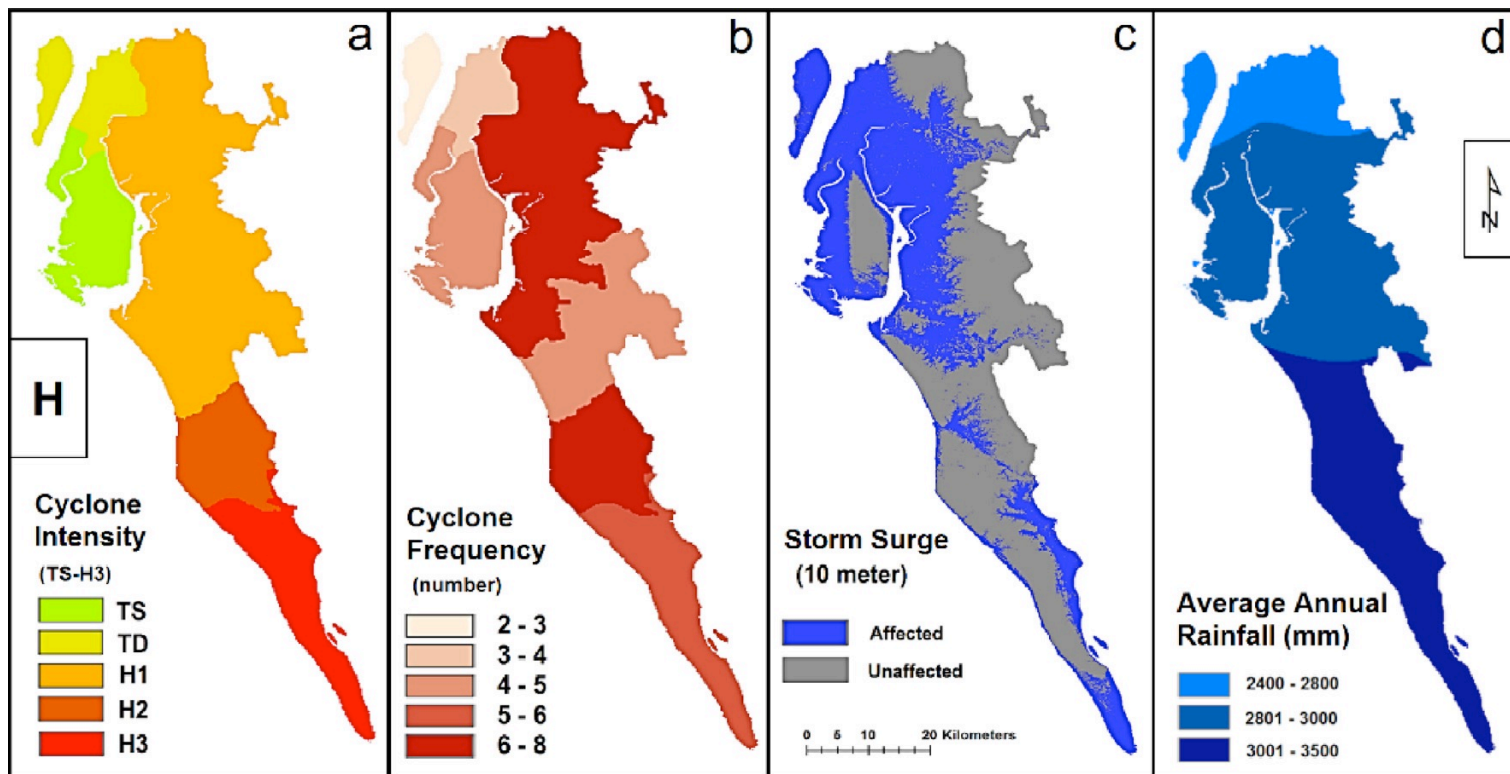 a
H
Cyclone
Intensity
(TS-H3)
TS
TD
H1
H2
H3
b
Cyclone
Frequency
(number)
2 - 3
3 - 4
4 - 5
5 - 6
6 - 8
c
Storm Surge
(10 meter)
Affected
Unaffected
0 5 10 20 Kilometers
d
N
Average Annual
Rainfall (mm)
2400 - 2800
2801 - 3000
3001 - 3500